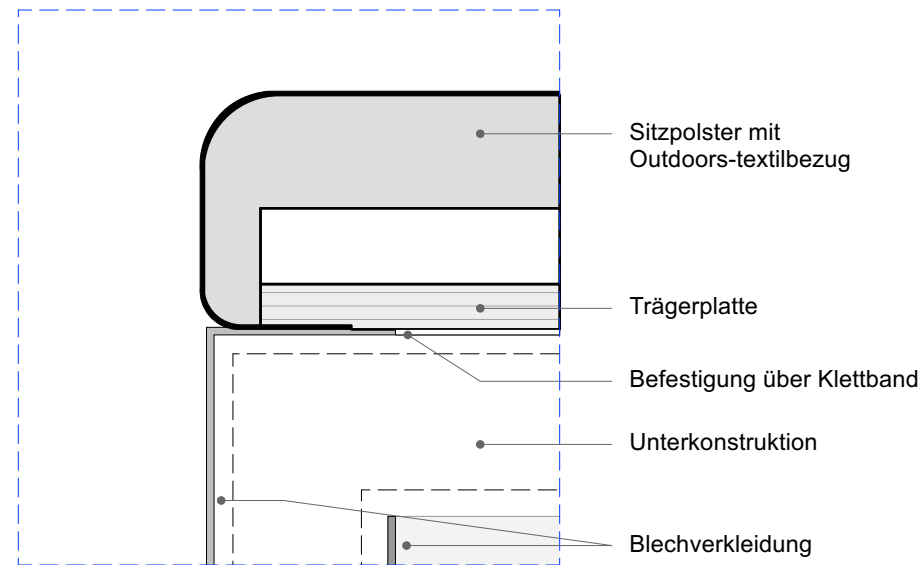 Sitzpolster mit
Outdoors-textilbezug
Trägerplatte
Befestigung über Klettband
Unterkonstruktion
Blechverkleidung